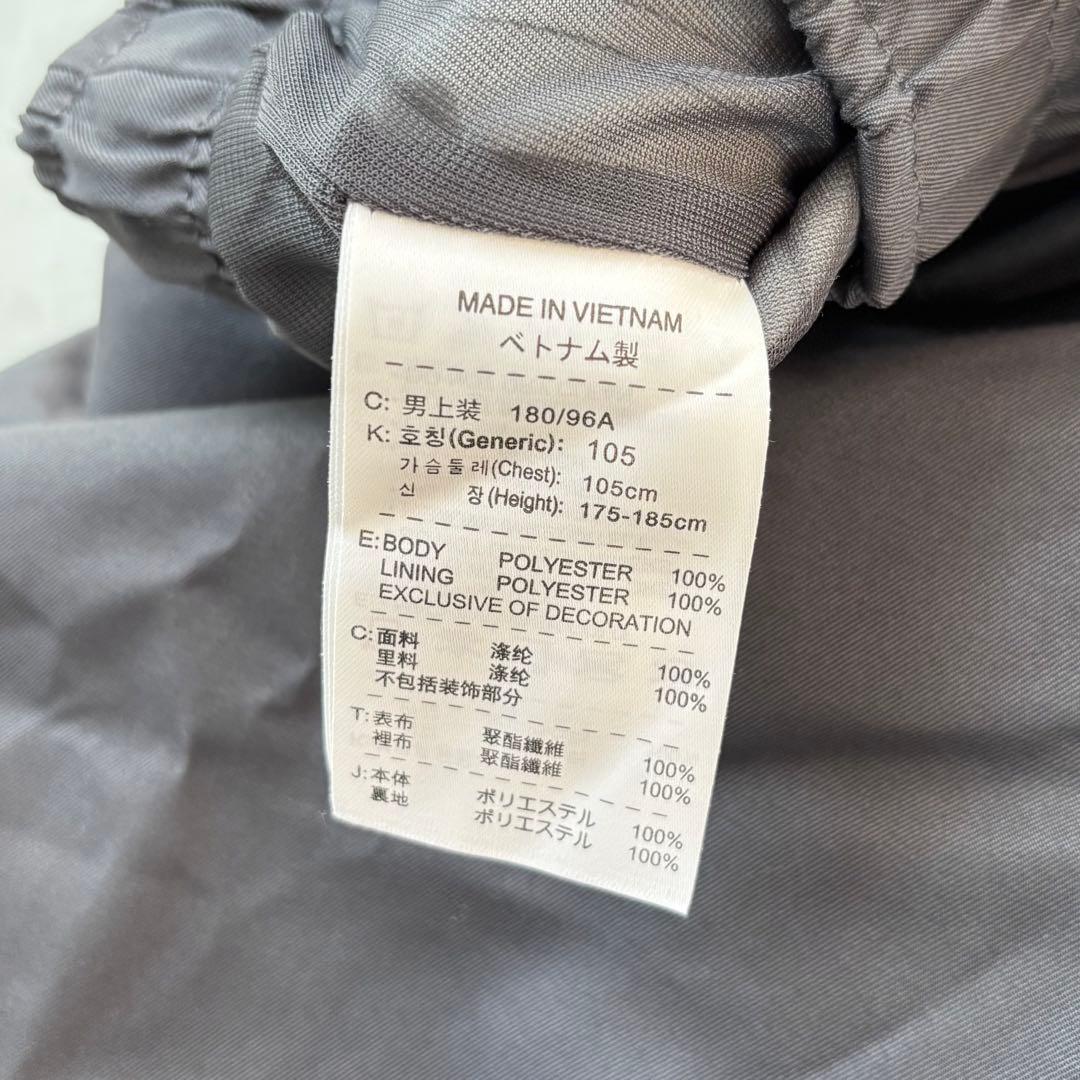 MADE IN VIETNAM
ベトナム製
C: 男上装 180/96A
K: 호칭(Generic): 105
가슴둘레(Chest): 105cm
신 장(Height): 175-185cm
E: BODY POLYESTER 100%
LINING POLYESTER 100%
EXCLUSIVE OF DECORATION
C: 面料 涤纶 100%
里料 涤纶 100%
不包括装饰部分
T: 表布 聚酯纖維 100%
裡布 聚酯纖維 100%
J: 本体 ポリエステル 100%
裏地 ポリエステル 100%